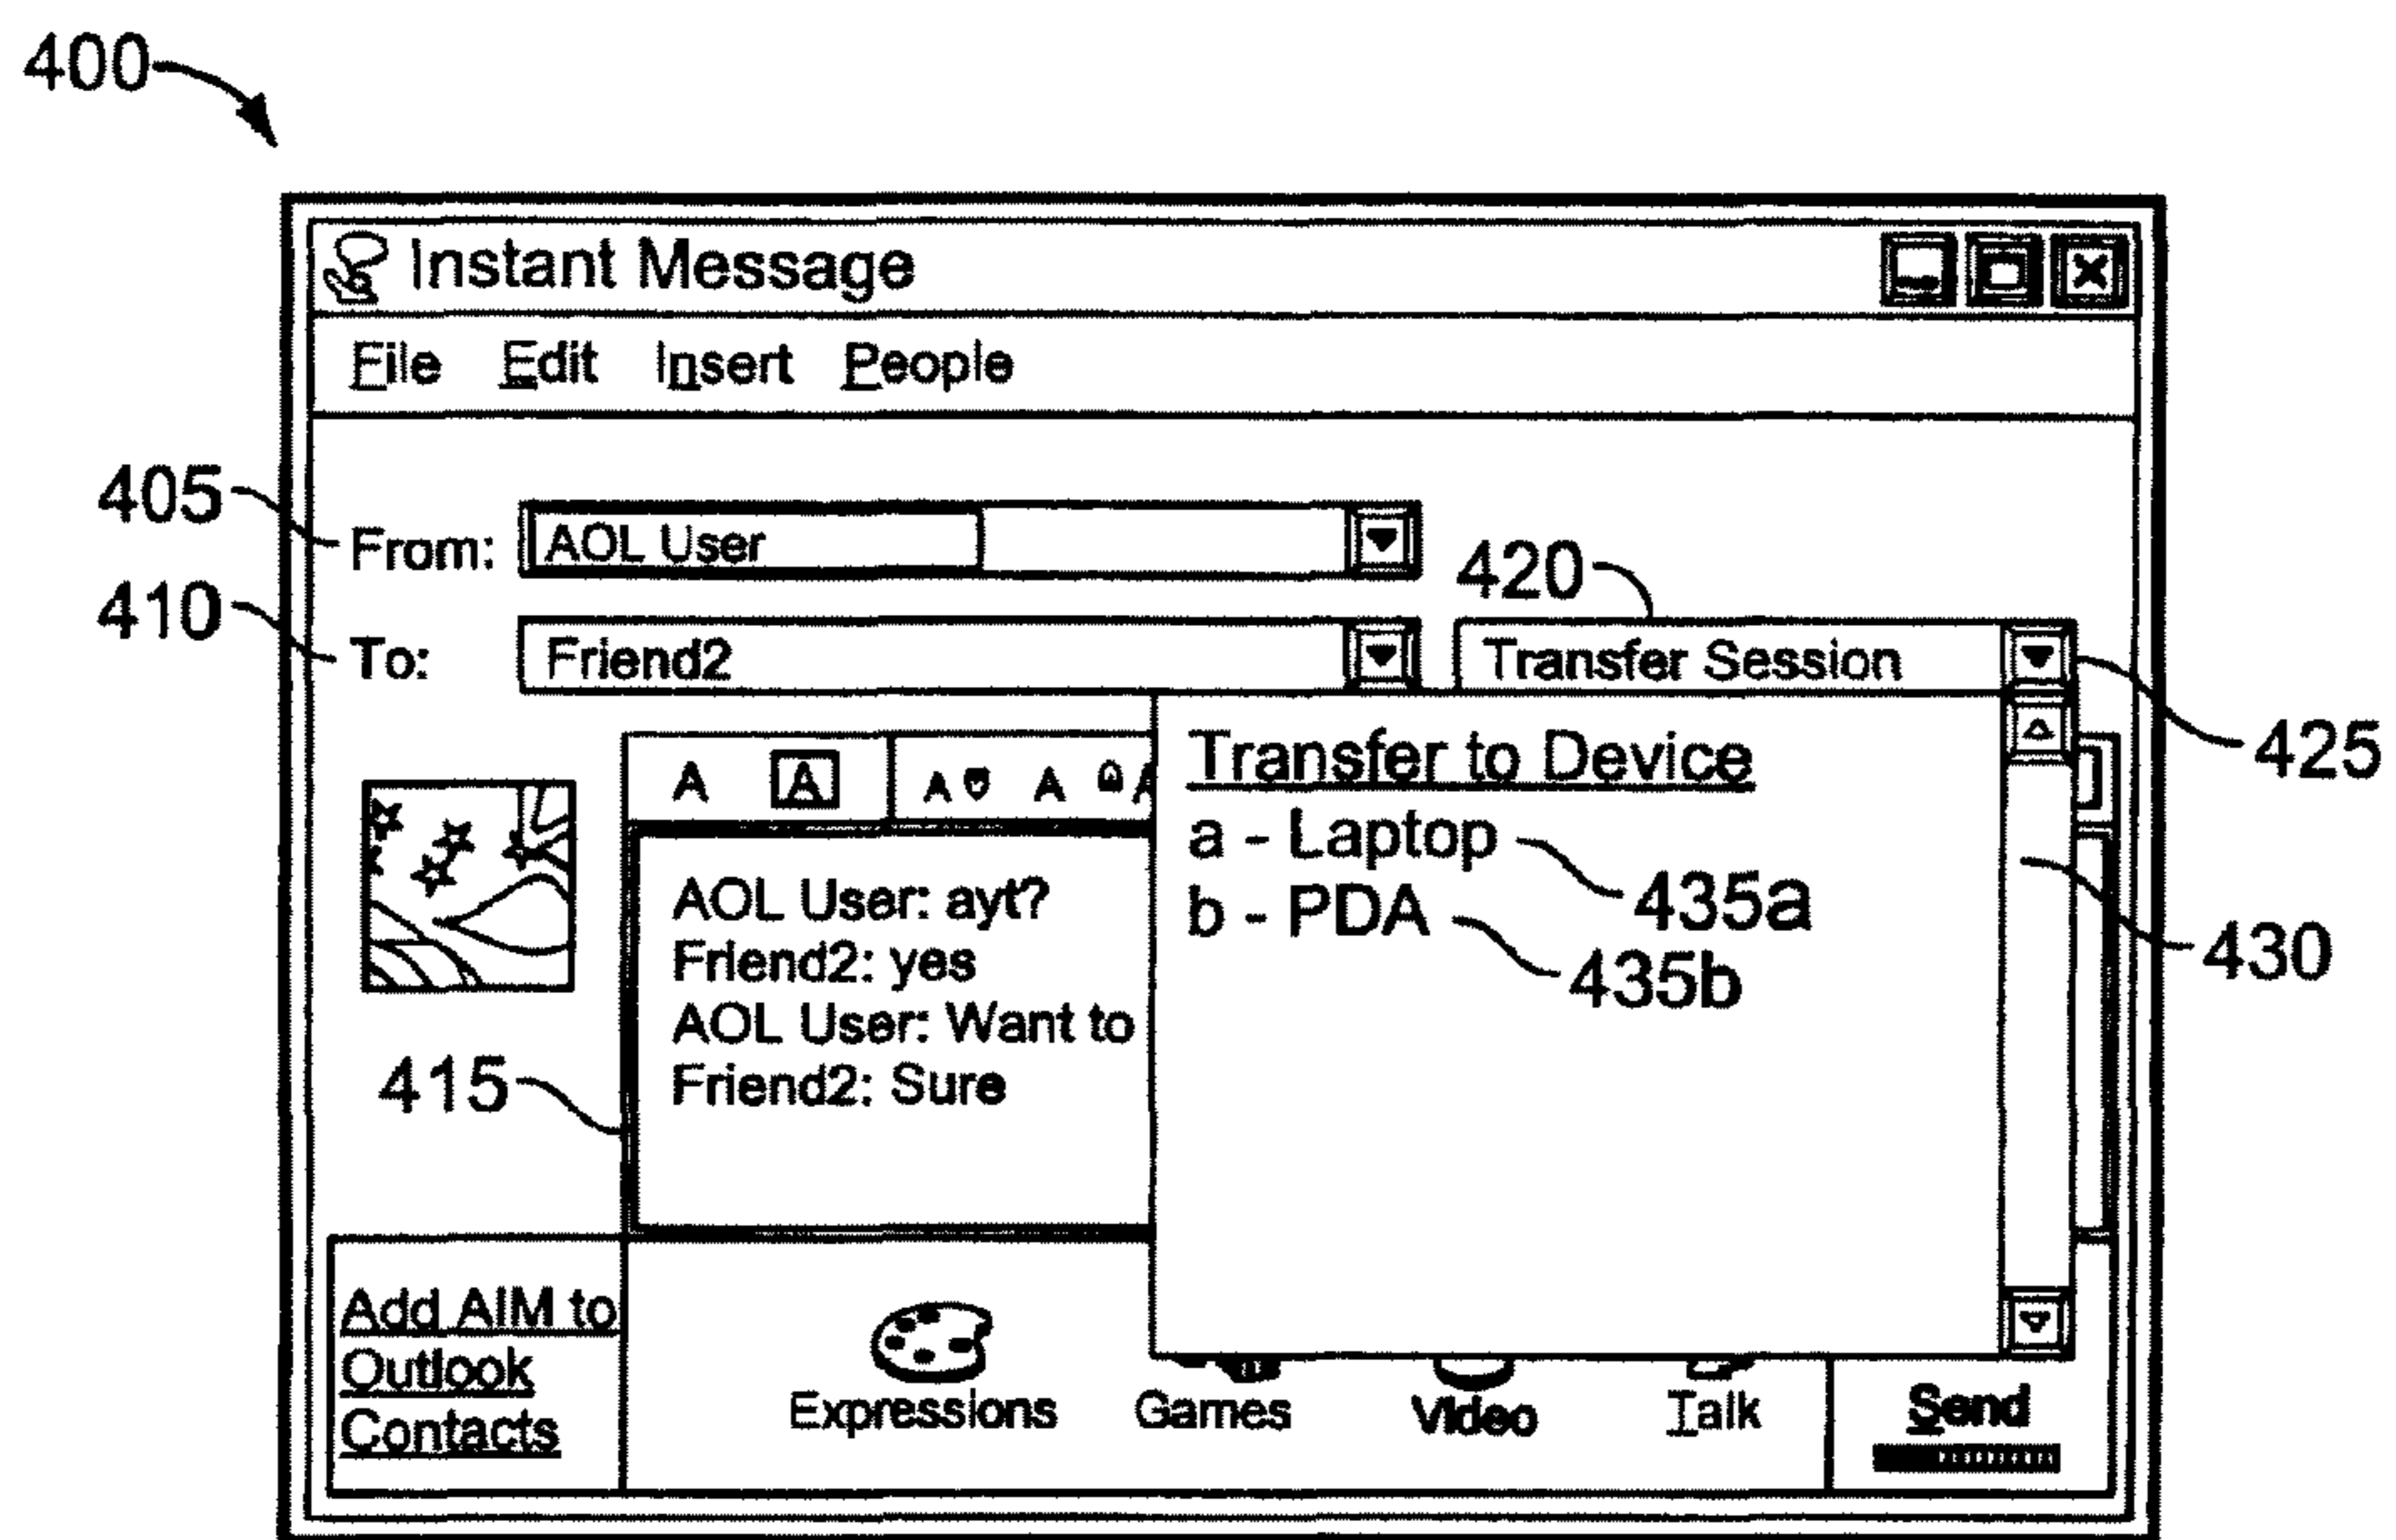 400
Instant Message
File Edit Insert People
405
From: AOL User
410
To: Friend2
420
Transfer Session
425
A A A A A
Transfer to Device
a - Laptop
435a
b - PDA
435b
430
AOL User: ayt?
Friend2: yes
AOL User: Want to
Friend2: Sure
415
Add AIM to
Outlook
Contacts
Expressions Games Video Talk
Send